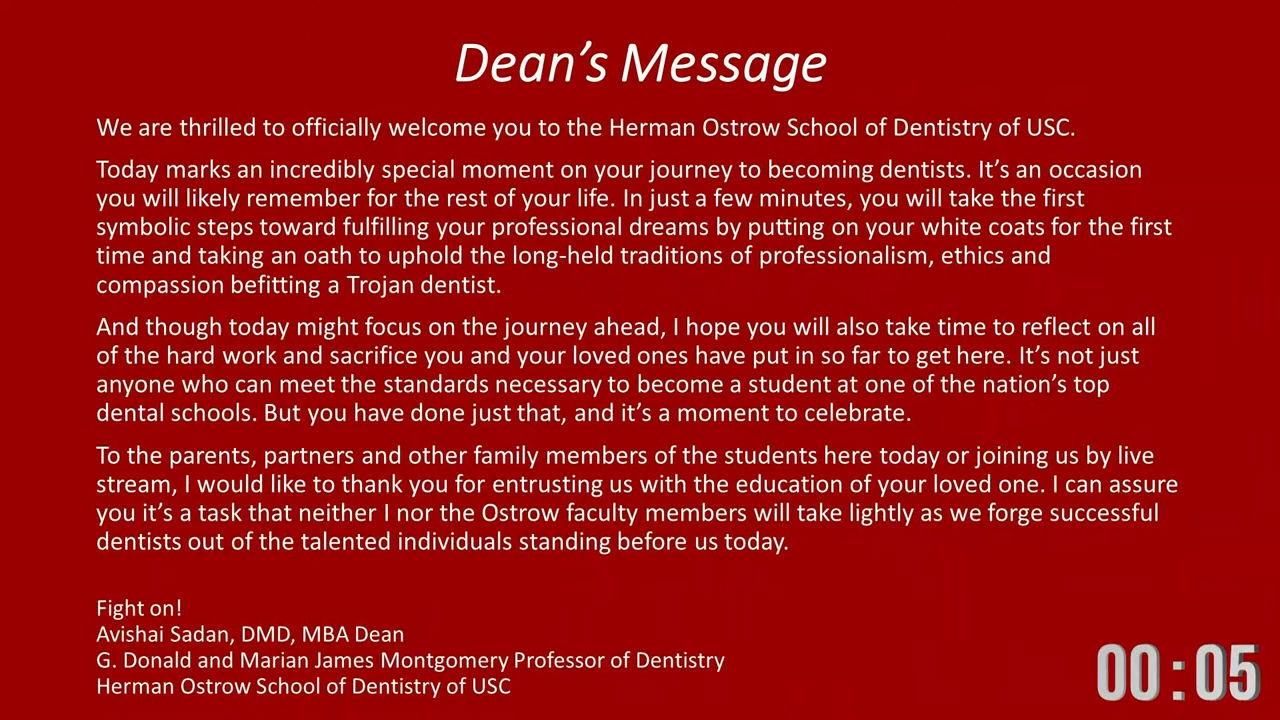 Dean’s Message
We are thrilled to officially welcome you to the Herman Ostrow School of Dentistry of USC.
Today marks an incredibly special moment on your journey to becoming dentists. It’s an occasion
you will likely remember for the rest of your life. In just a few minutes, you will take the first
symbolic steps toward fulfilling your professional dreams by putting on your white coats for the first
time and taking an oath to uphold the long-held traditions of professionalism, ethics and
compassion befitting a Trojan dentist.
And though today might focus on the journey ahead, I hope you will also take time to reflect on all
of the hard work and sacrifice you and your loved ones have put in so far to get here. It’s not just
anyone who can meet the standards necessary to become a student at one of the nation’s top
dental schools. But you have done just that, and it’s a moment to celebrate.
To the parents, partners and other family members of the students here today or joining us by live
stream, I would like to thank you for entrusting us with the education of your loved one. I can assure
you it’s a task that neither I nor the Ostrow faculty members will take lightly as we forge successful
dentists out of the talented individuals standing before us today.
Fight on!
Avishai Sadan, DMD, MBA Dean
G. Donald and Marian James Montgomery Professor of Dentistry
Herman Ostrow School of Dentistry of USC
00:05